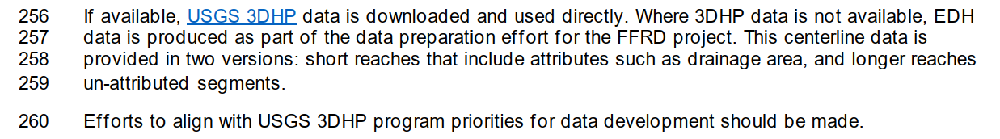 256 If available, USGS 3DHP data is downloaded and used directly. Where 3DHP data is not available, EDH
257 data is produced as part of the data preparation effort for the FFRD project. This centerline data is
258 provided in two versions: short reaches that include attributes such as drainage area, and longer reaches
259 un-attributed segments.
260 Efforts to align with USGS 3DHP program priorities for data development should be made.